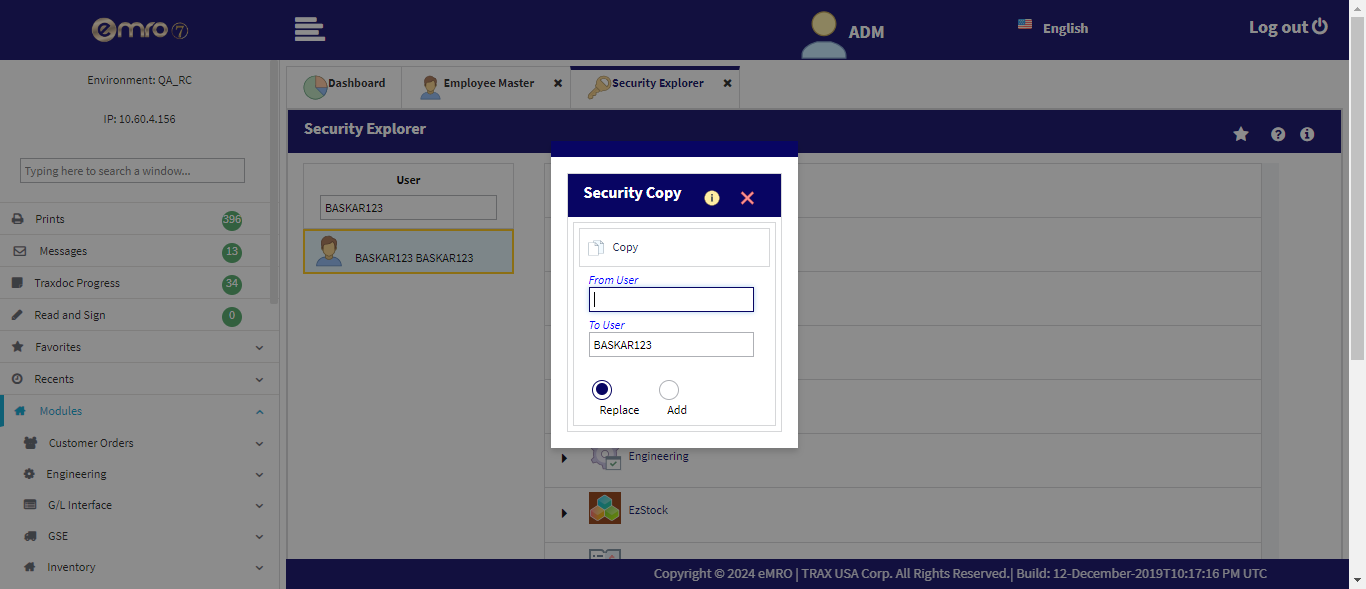 emro 7
ADM
English
Log out
Environment: QA_RC
IP: 10.60.4.156
Typing here to search a window...
Prints 396
Messages 13
Traxdoc Progress 34
Read and Sign 0
Favorites
Recents
Modules
Customer Orders
Engineering
G/L Interface
GSE
Inventory
Dashboard
Employee Master
Security Explorer
Security Explorer
User
BASKAR123
BASKAR123 BASKAR123
Security Copy
Copy
From User
To User
BASKAR123
Replace Add
Engineering
EzStock
Copyright © 2024 eMRO | TRAX USA Corp. All Rights Reserved.| Build: 12-December-2019T10:17:16 PM UTC